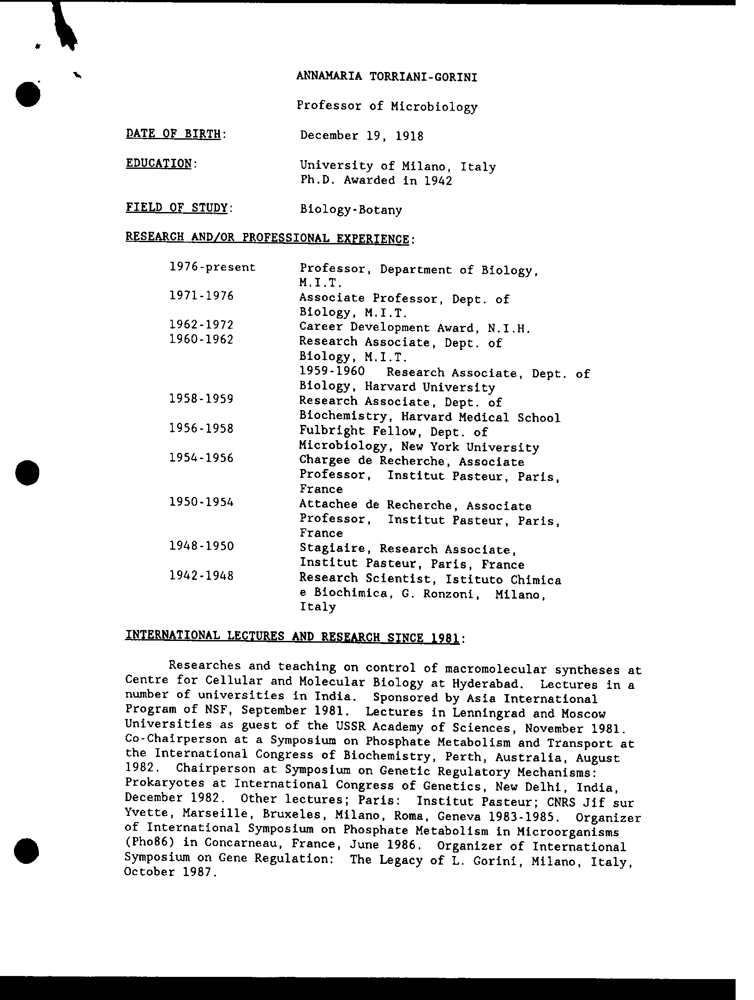 ANNAMARIA TORRIANI-GORINI
Professor of Microbiology
DATE OF BIRTH: December 19, 1918
EDUCATION: University of Milano, Italy
Ph.D. Awarded in 1942
FIELD OF STUDY: Biology-Botany
RESEARCH AND/OR PROFESSIONAL EXPERIENCE:
1976-present Professor, Department of Biology,
M.I.T.
1971-1976 Associate Professor, Dept. of
Biology, M.I.T.
1962-1972 Career Development Award, N.I.H.
1960-1962 Research Associate, Dept. of
Biology, M.I.T.
1959-1960 Research Associate, Dept. of
Biology, Harvard University
1958-1959 Research Associate, Dept. of
Biochemistry, Harvard Medical School
1956-1958 Fulbright Fellow, Dept. of
Microbiology, New York University
1954-1956 Chargee de Recherche, Associate
Professor, Institut Pasteur, Paris,
France
1950-1954 Attachee de Recherche, Associate
Professor, Institut Pasteur, Paris,
France
1948-1950 Stagiaire, Research Associate,
Institut Pasteur, Paris, France
1942-1948 Research Scientist, Istituto Chimica
e Biochimica, G. Ronzoni, Milano,
Italy
INTERNATIONAL LECTURES AND RESEARCH SINCE 1981:
Researches and teaching on control of macromolecular syntheses at
Centre for Cellular and Molecular Biology at Hyderabad. Lectures in a
number of universities in India. Sponsored by Asia International
Program of NSF, September 1981. Lectures in Lenningrad and Moscow
Universities as guest of the USSR Academy of Sciences, November 1981.
Co-Chairperson at a Symposium on Phosphate Metabolism and Transport at
the International Congress of Biochemistry, Perth, Australia, August
1982. Chairperson at Symposium on Genetic Regulatory Mechanisms:
Prokaryotes at International Congress of Genetics, New Delhi, India,
December 1982. Other lectures; Paris: Institut Pasteur; CNRS Jif sur
Yvette, Marseille, Bruxeles, Milano, Roma, Geneva 1983-1985. Organizer
of International Symposium on Phosphate Metabolism in Microorganisms
(Pho86) in Concarneau, France, June 1986. Organizer of International
Symposium on Gene Regulation: The Legacy of L. Gorini, Milano, Italy,
October 1987.